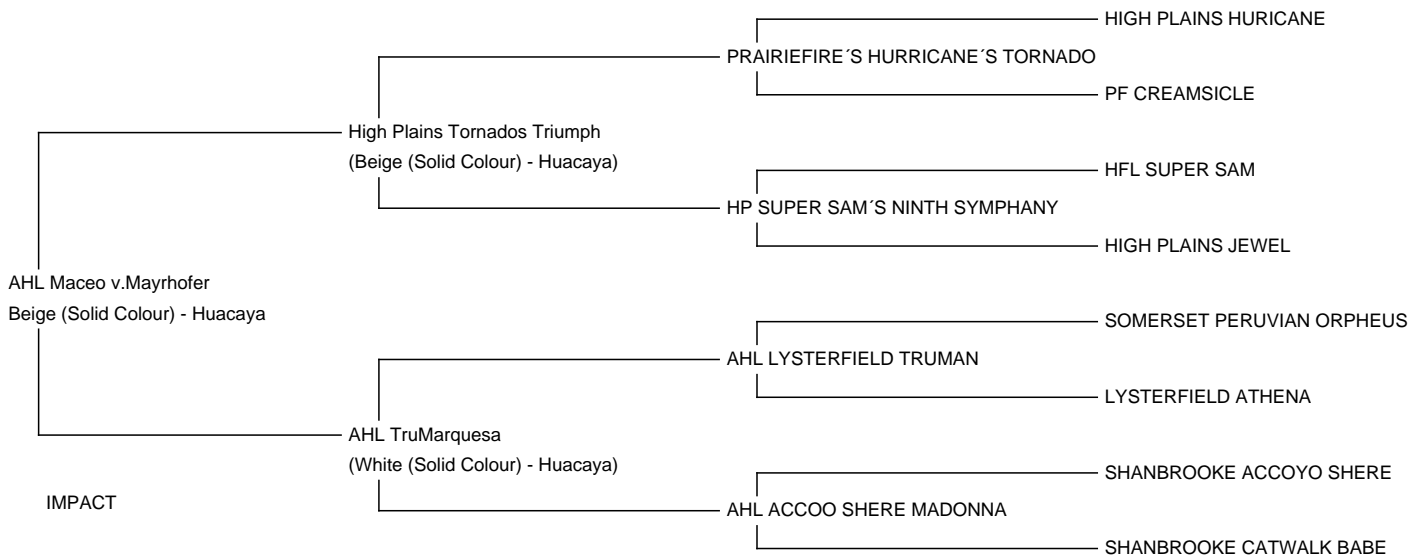 HIGH PLAINS HURICANE
PRAIRIEFIRE´S HURRICANE´S TORNADO
PF CREAMSICLE
High Plains Tornados Triumph
(Beige (Solid Colour) - Huacaya)
HFL SUPER SAM
HP SUPER SAM´S NINTH SYMPHANY
HIGH PLAINS JEWEL
AHL Maceo v.Mayrhofer
Beige (Solid Colour) - Huacaya
SOMERSET PERUVIAN ORPHEUS
AHL LYSTERFIELD TRUMAN
LYSTERFIELD ATHENA
AHL TruMarquesa
(White (Solid Colour) - Huacaya)
SHANBROOKE ACCOYO SHERE
IMPACT
AHL ACCOO SHERE MADONNA
SHANBROOKE CATWALK BABE